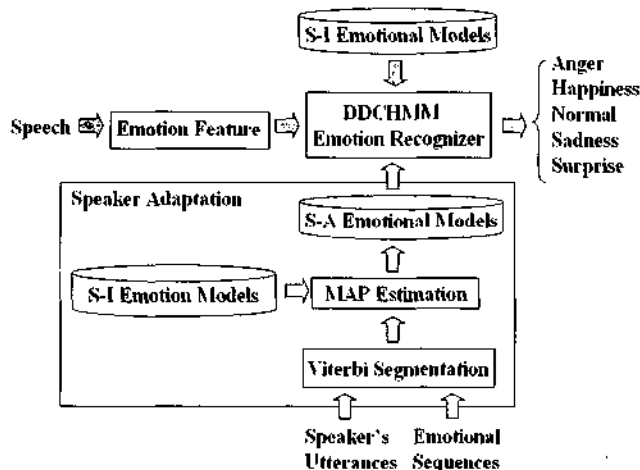 S-I Emotional Models
Speech
Emotion Feature
DDCHMM
Emotion Recognizer
Anger
Happiness
Normal
Sadness
Surprise
Speaker Adaptation
S-A Emotional Models
S-I Emotion Models
MAP Estimation
Viterbi Segmentation
Speaker's
Utterances
Emotional
Sequences